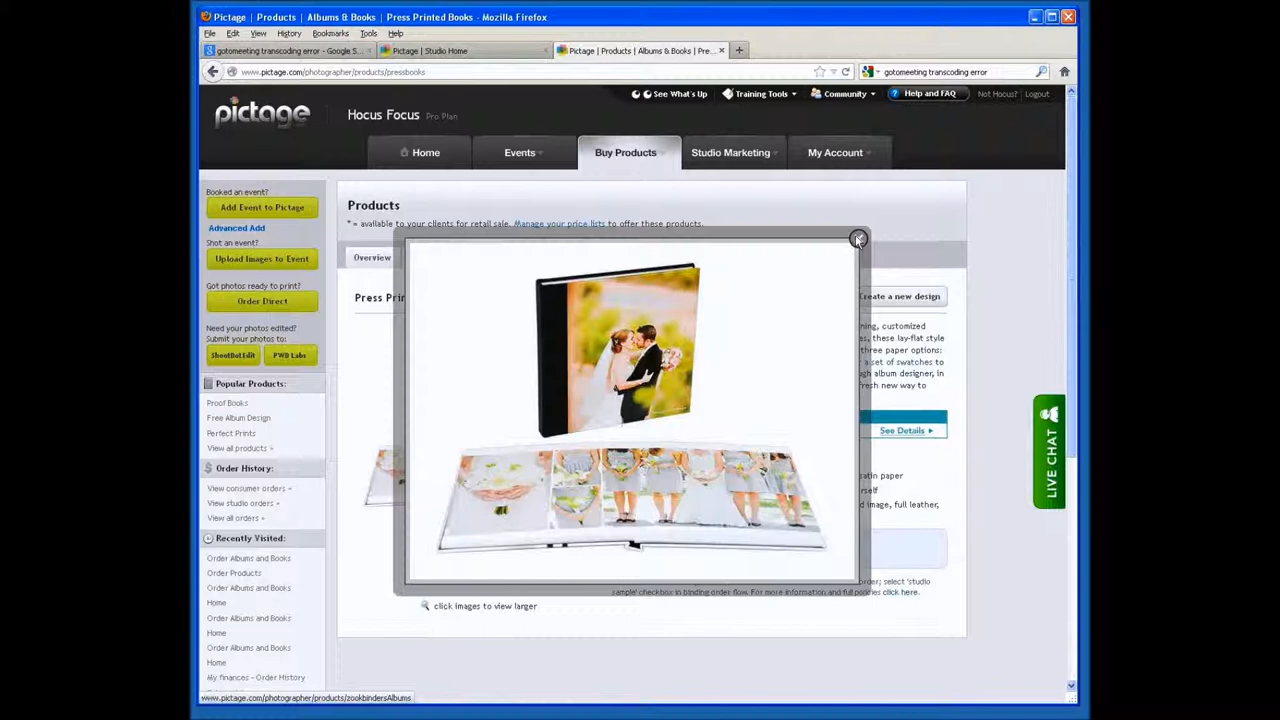 Pictage | Products | Albums & Books | Press Printed Books - Mozilla Firefox
File Edit View History Bookmarks Tools Help
gotomeeting transcoding error - Google S...
Pictage | Studio Home
Pictage | Products | Albums & Books | Pre...
www.pictage.com/photographer/products/pressbooks
gotomeeting transcoding error
See What's Up
Training Tools
Community
Help and FAQ
Not Hocus?
Logout
pictage
Hocus Focus Pro Plan
Home
Events
Buy Products
Studio Marketing
My Account
Booked an event?
Add Event to Pictage
Advanced Add
Shot an event?
Upload Images to Event
Got photos ready to print?
Order Direct
Need your photos edited?
Submit your photos to:
ShootDotEdit
PWD Labs
Popular Products:
Proof Books
Free Album Design
Perfect Prints
View all products »
Order History:
View consumer orders »
View studio orders »
View all orders »
Recently Visited:
Order Albums and Books
Order Products
Order Albums and Books
Home
Order Albums and Books
Home
Order Albums and Books
Home
My finances - Order History
Products
* = available to your clients for retail sale. Manage your price lists to offer these products.
Overview
Press Prin
Create a new design
ning, customized
es, these lay-flat style
three paper options:
a set of swatches to
ugh album designer, in
fresh new way to
See Details
satin paper
rself
d image, full leather,
order; select 'studio
sample' checkbox in binding order flow. For more information and full policies click here.
click images to view larger
LIVE CHAT
www.pictage.com/photographer/products/zookbindersAlbums